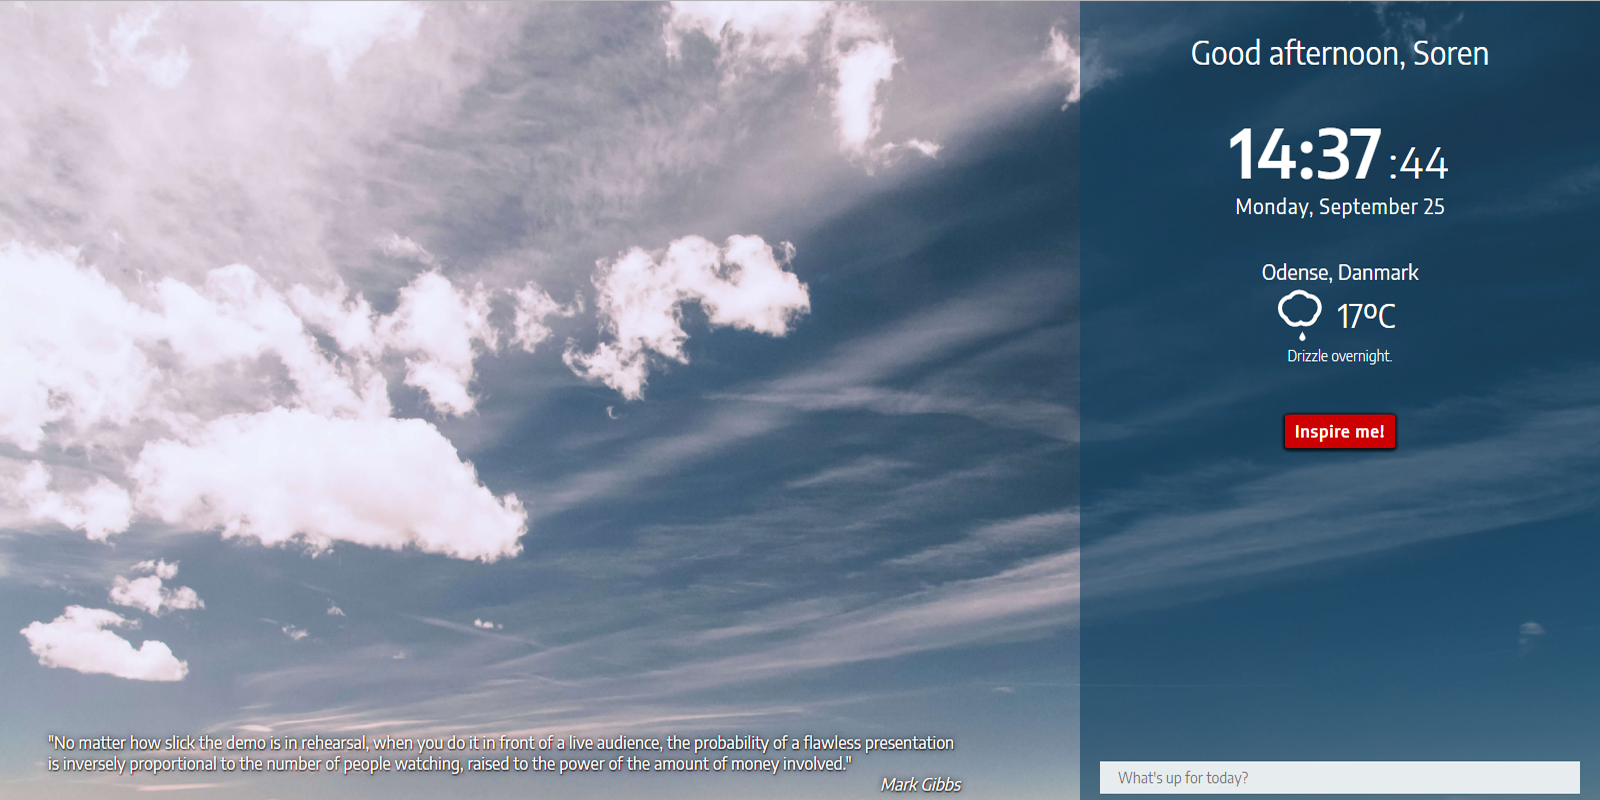 Good afternoon, Soren
14:37:44
Monday, September 25
Odense, Danmark
17ºC
Drizzle overnight.
Inspire me!
"No matter how slick the demo is in rehearsal, when you do it in front of a live audience, the probability of a flawless presentation
is inversely proportional to the number of people watching, raised to the power of the amount of money involved."
Mark Gibbs
What's up for today?